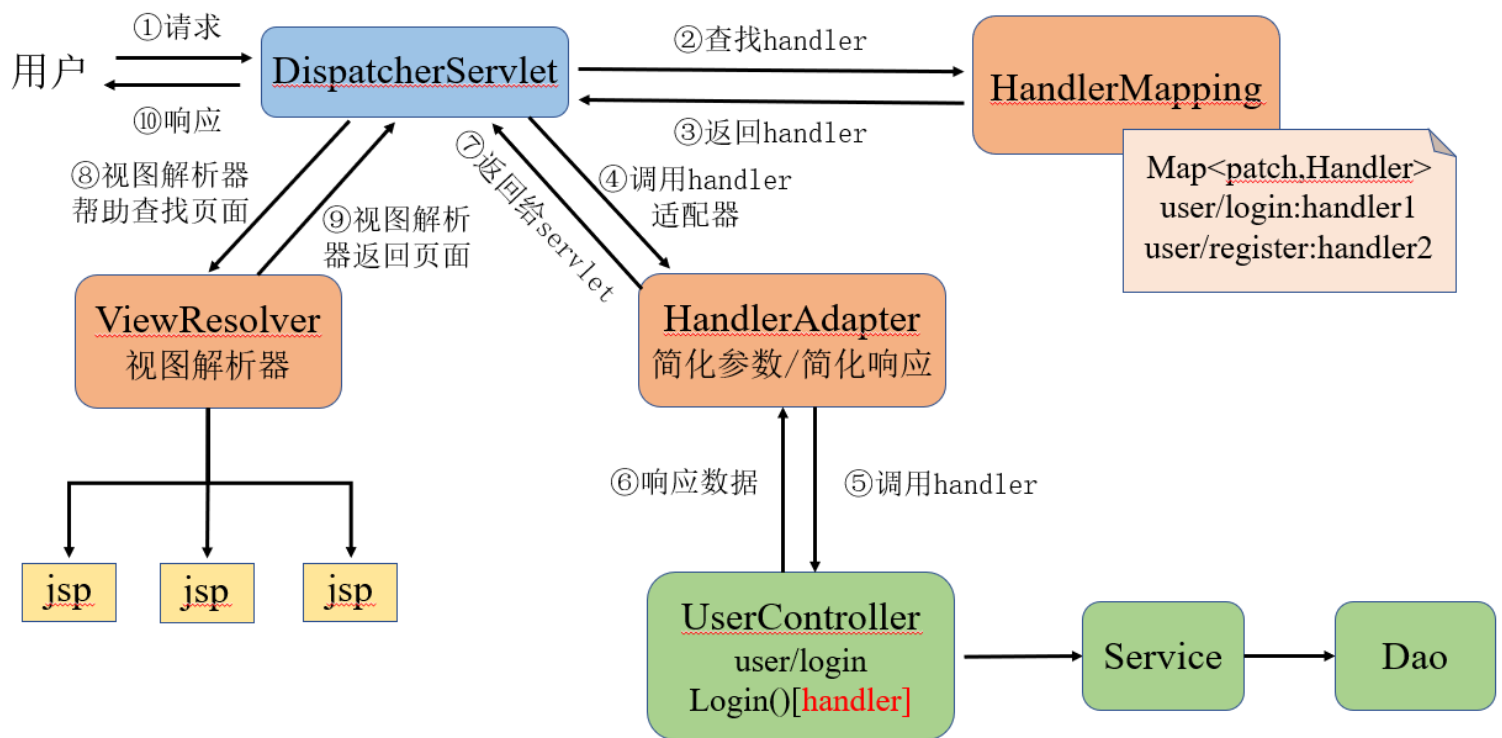 ①请求
用户
DispatcherServlet
⑩响应
②查找handler
③返回handler
HandlerMapping
Map<patch,Handler>
user/login:handler1
user/register:handler2
⑧视图解析器
帮助查找页面
⑨视图解析
器返回页面
⑦返回给servlet
④调用handler
适配器
ViewResolver
视图解析器
HandlerAdapter
简化参数/简化响应
⑥响应数据
⑤调用handler
jsp
jsp
jsp
UserController
user/login
Login()[handler]
Service
Dao